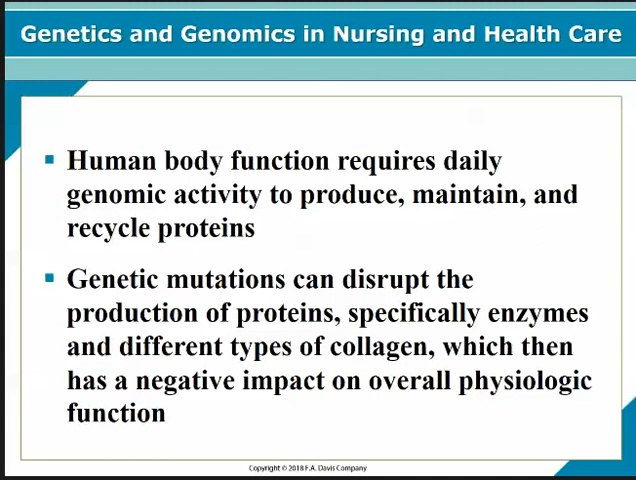 Genetics and Genomics in Nursing and Health Care
Human body function requires daily
genomic activity to produce, maintain, and
recycle proteins
Genetic mutations can disrupt the
production of proteins, specifically enzymes
and different types of collagen, which then
has a negative impact on overall physiologic
function
Copyright © 2018 F.A. Davis Company